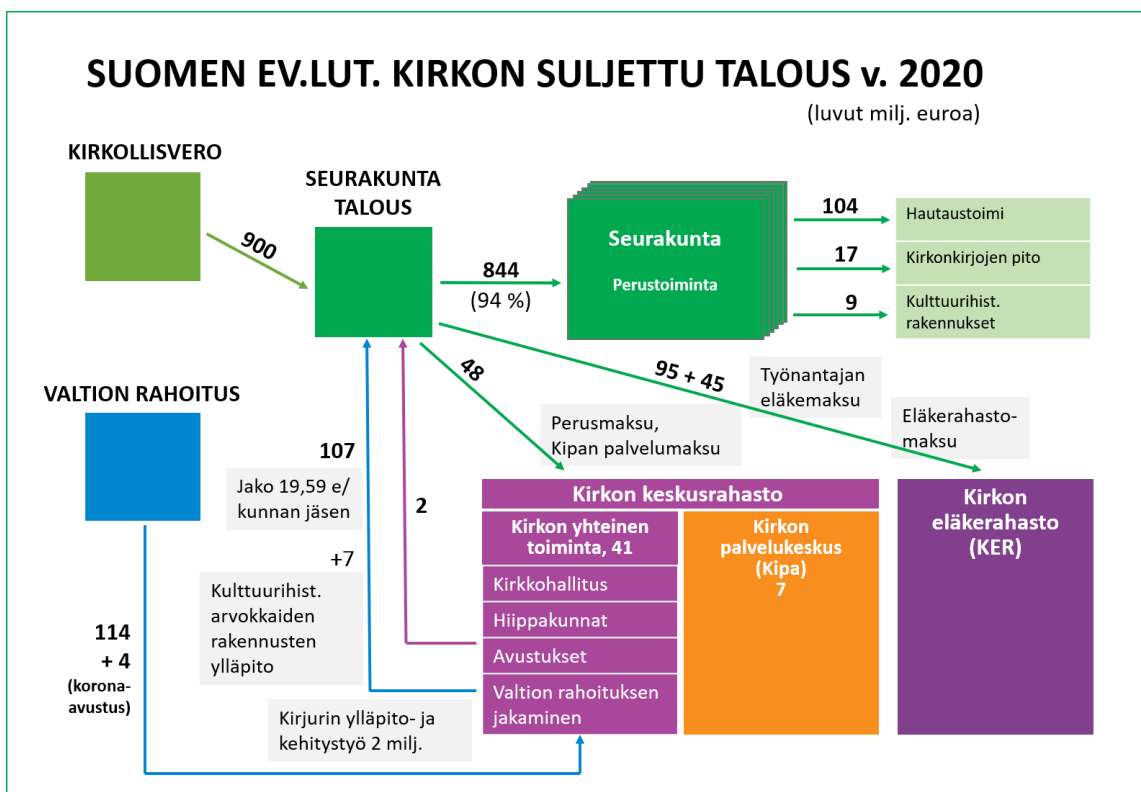 SUOMEN EV.LUT. KIRKON SULJETTU TALOUS v. 2020
(luvut milj. euroa)
KIRKOLLISVERO
900
SEURAKUNTA
TALOUS
844
(94 %)
Seurakunta
Perustoiminta
104
Hautaustoimi
17
Kirkonkirjojen pito
9
Kulttuurihist.
rakennukset
48
Perusmaksu,
Kipan palvelumaksu
95 + 45
Työnantajan
eläkemaksu
Eläkerahasto-
maksu
VALTION RAHOITUS
107
Jako 19,59 e/
kunnan jäsen
+7
Kulttuurihist.
arvokkaiden
rakennusten
ylläpito
2
114
+ 4
(korona-
avustus)
Kirjurin ylläpito- ja
kehitystyö 2 milj.
Kirkon keskusrahasto
Kirkon yhteinen
toiminta, 41
Kirkkohallitus
Hiippakunnat
Avustukset
Valtion rahoituksen
jakaminen
Kirkon
palvelukeskus
(Kipa)
7
Kirkon
eläkerahasto
(KER)